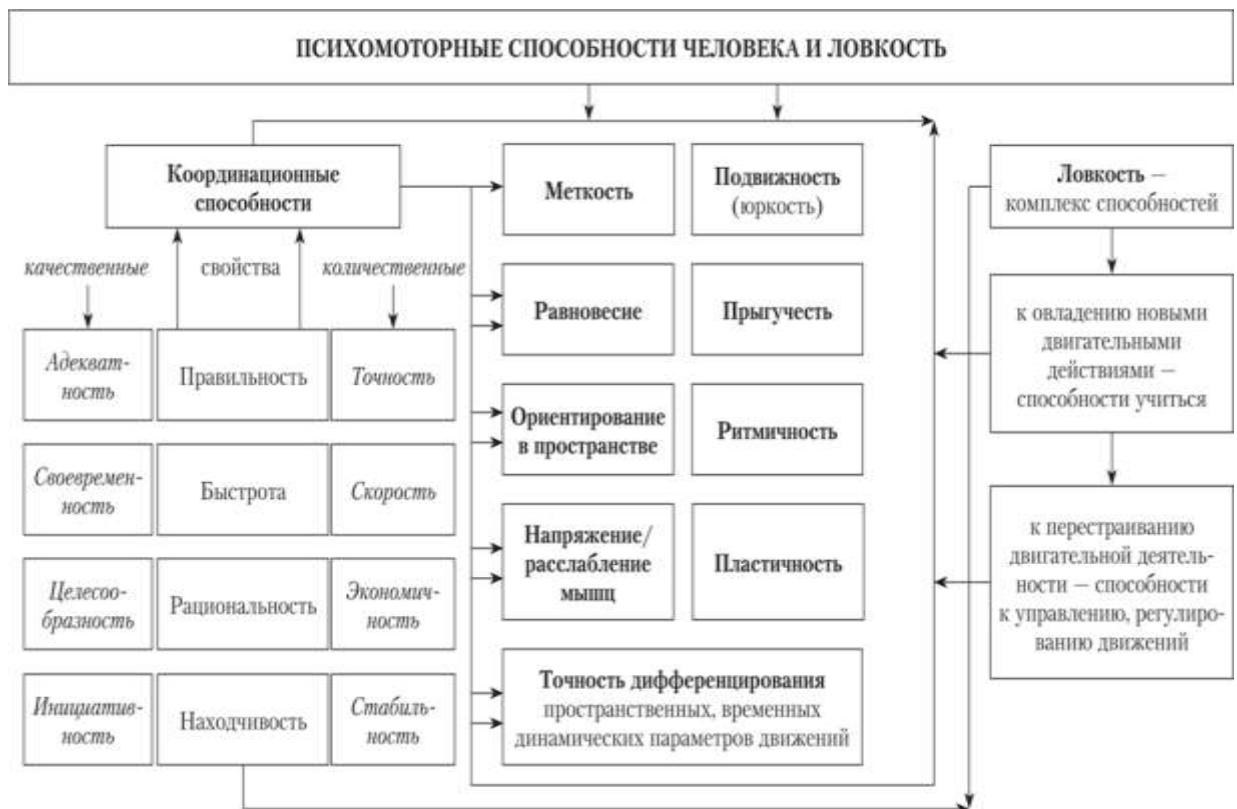 ПСИХОМОТОРНЫЕ СПОСОБНОСТИ ЧЕЛОВЕКА И ЛОВКОСТЬ
Координационные
способности
качественные
свойства
количественные
Адекват-
ность
Правильность
Точность
Своевремен-
ность
Быстрота
Скорость
Целесоо-
бразность
Рациональность
Экономич-
ность
Инициатив-
ность
Находчивость
Стабиль-
ность
Меткость
Подвижность
(юркость)
Равновесие
Прыгучесть
Ориентирование
в пространстве
Ритмичность
Напряжение/
расслабление
мышц
Пластичность
Точность дифференцирования
пространственных, временных
динамических параметров движений
Ловкость —
комплекс способностей
к овладению новыми
двигательными
действиями —
способности учиться
к перестраиванию
двигательной деятель-
ности — способности
к управлению, регулиро-
ванию движений